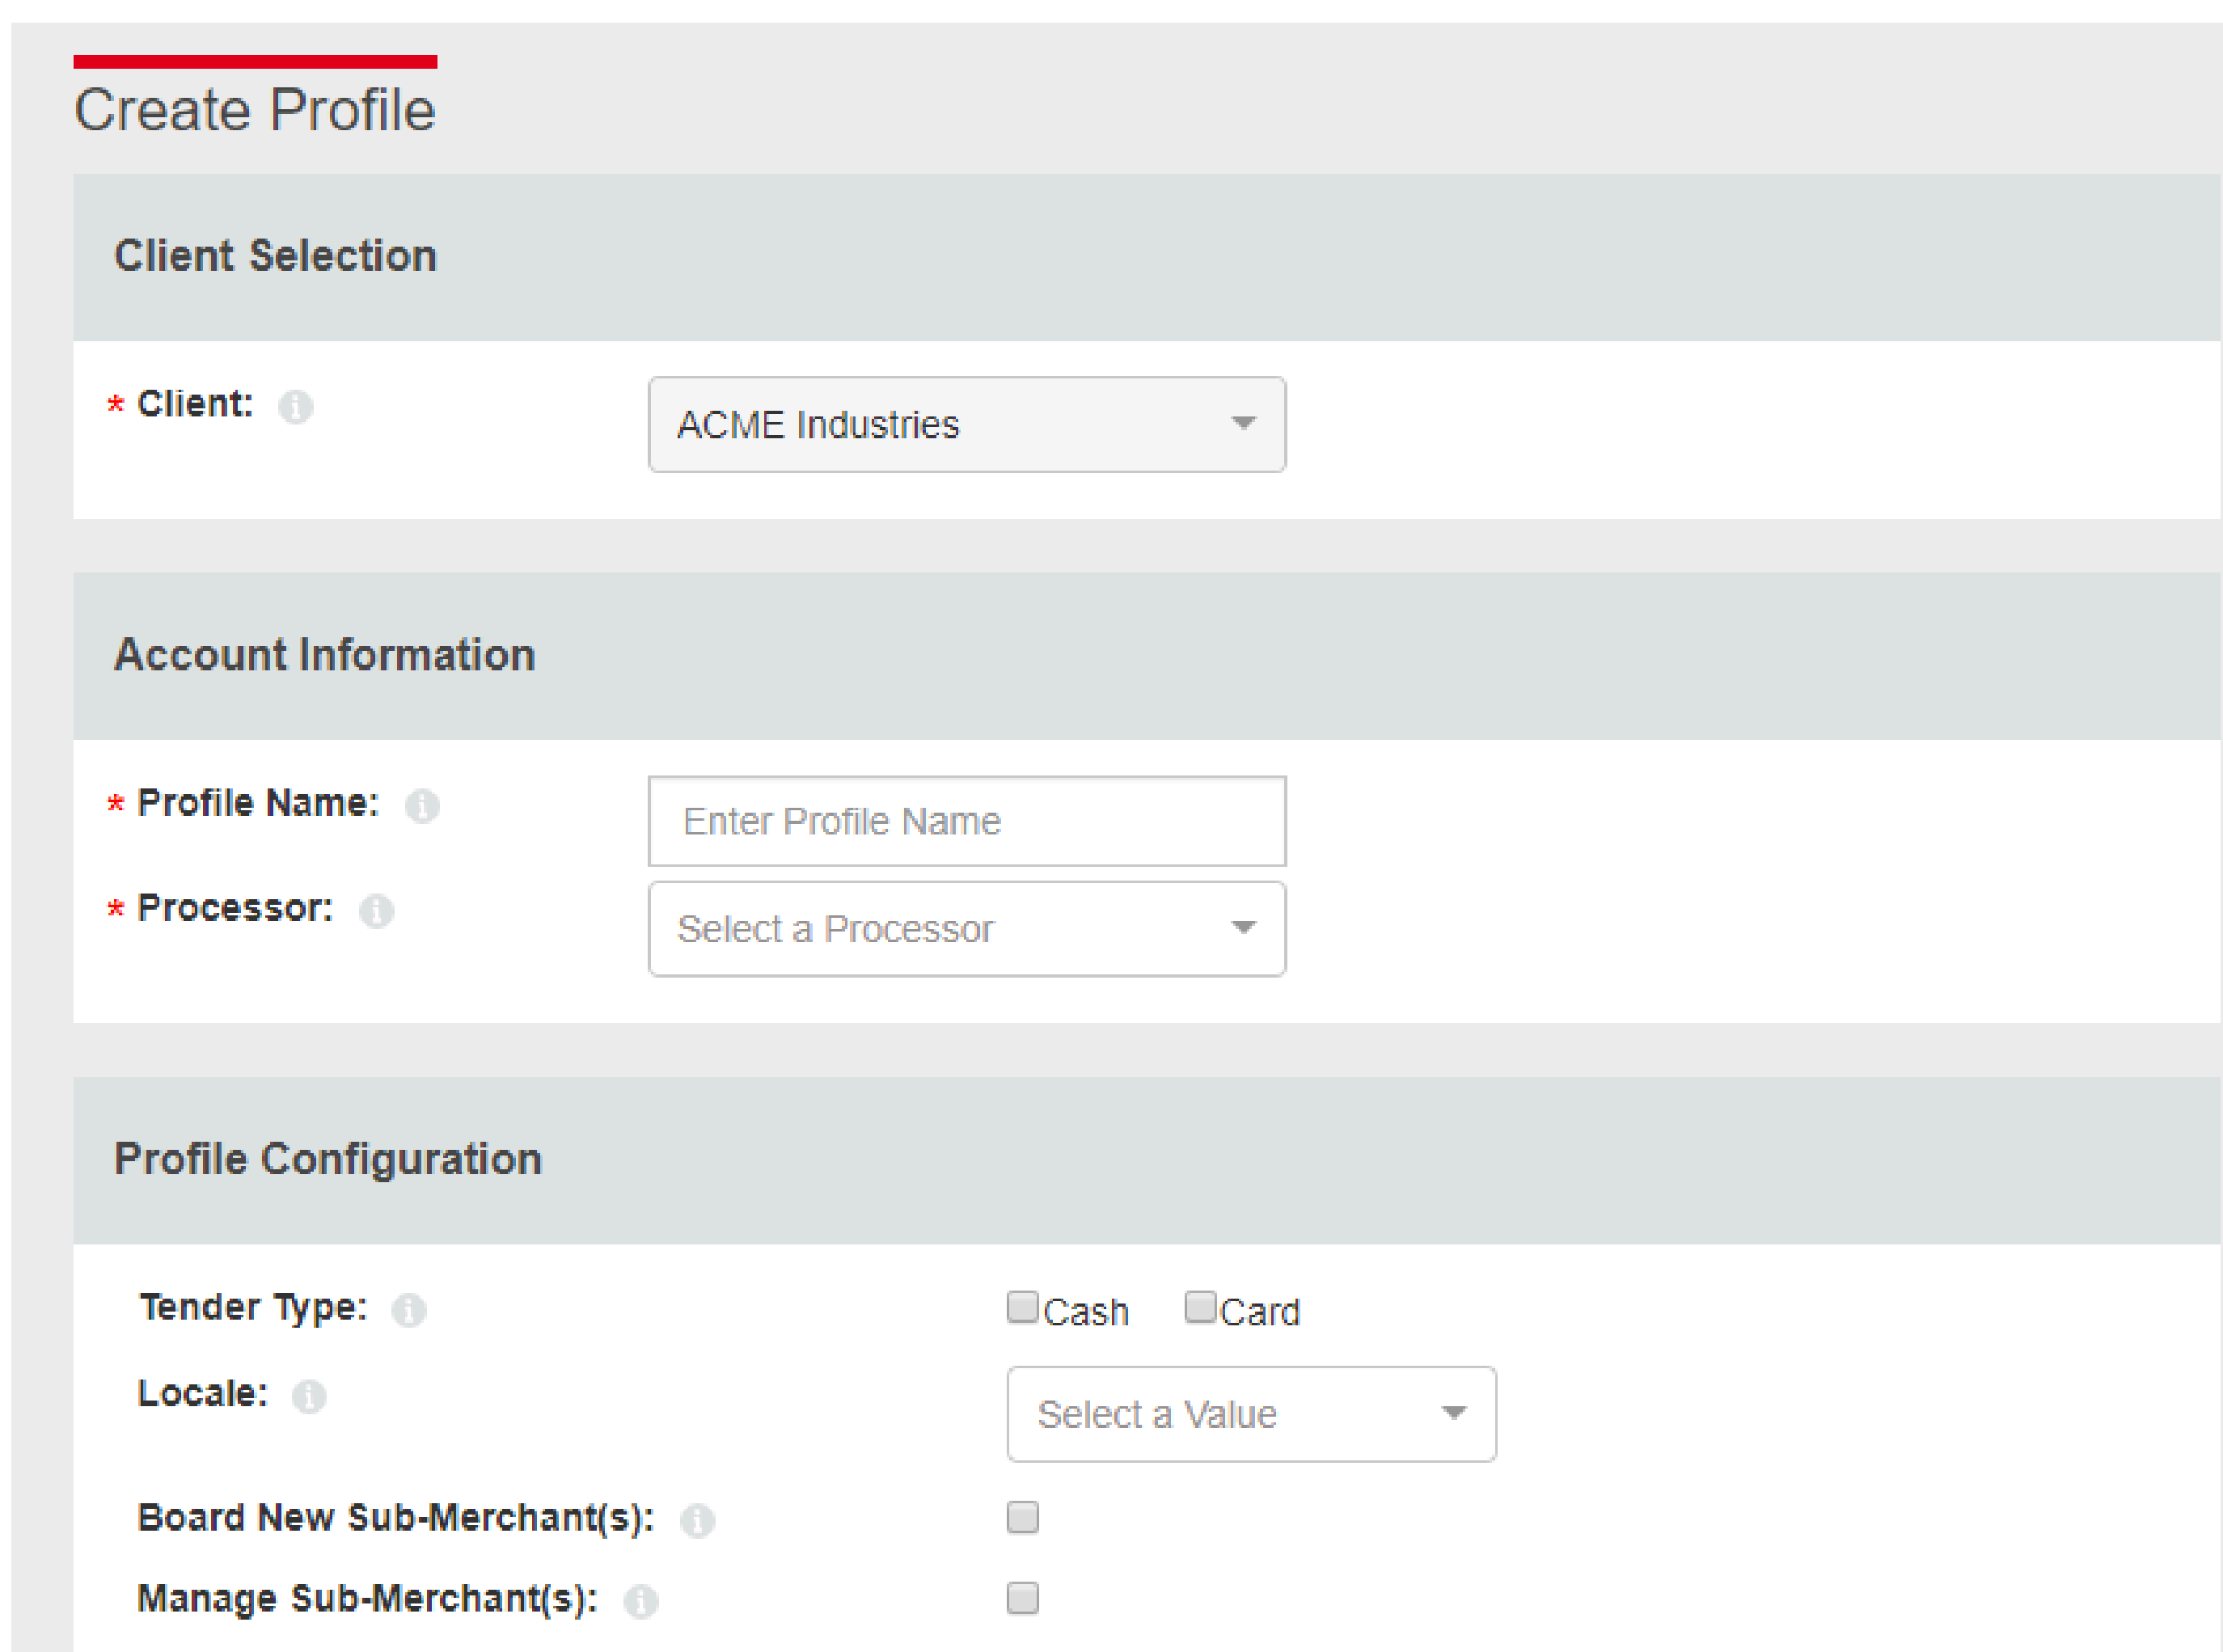 Create Profile
Client Selection
* Client:
ACME Industries
Account Information
* Profile Name:
Enter Profile Name
* Processor:
Select a Processor
Profile Configuration
Tender Type:
Cash Card
Locale:
Select a Value
Board New Sub-Merchant(s):
Manage Sub-Merchant(s):